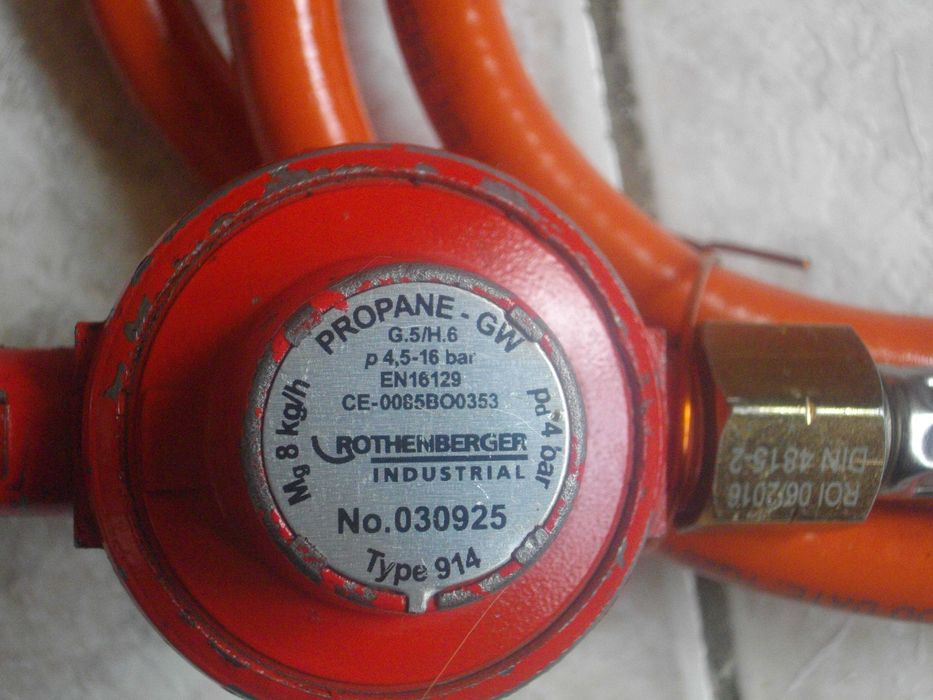 PROPANE - GW
G.5/H.6
p 4,5-16 bar
EN16129
CE-0085BO0353
Mg 8 kg/h
pd 4 bar
ROTHENBERGER
INDUSTRIAL
No.030925
Type 914
ROI 06/2016
DIN 4815-2